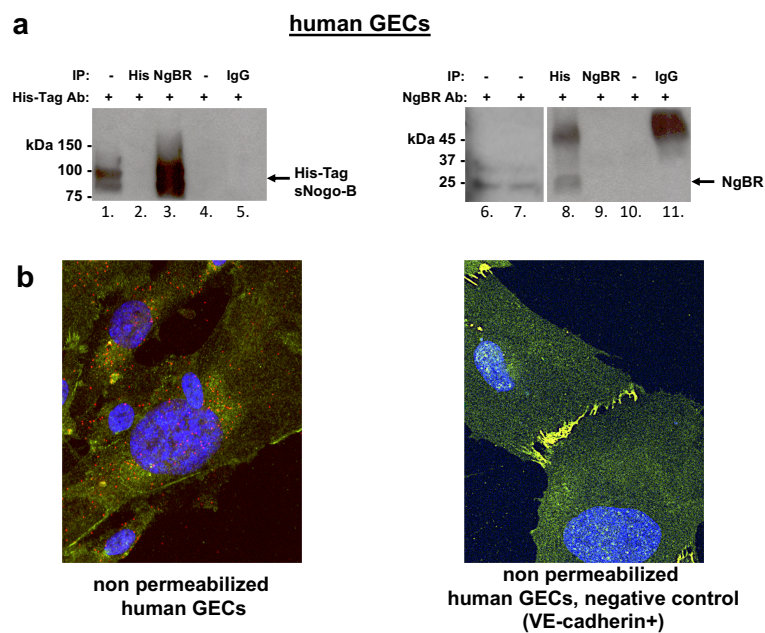 a
human GECs
IP: - His NgBR - IgG
His-Tag Ab: + + + + +
kDa 150 -
100 -
75 -
His-Tag
sNogo-B
1. 2. 3. 4. 5.
IP: - - His NgBR - IgG
NgBR Ab: + + + + + +
kDa 45 -
37 -
25 -
NgBR
6. 7. 8. 9. 10. 11.
b
non permeabilized
human GECs
non permeabilized
human GECs, negative control
(VE-cadherin+)